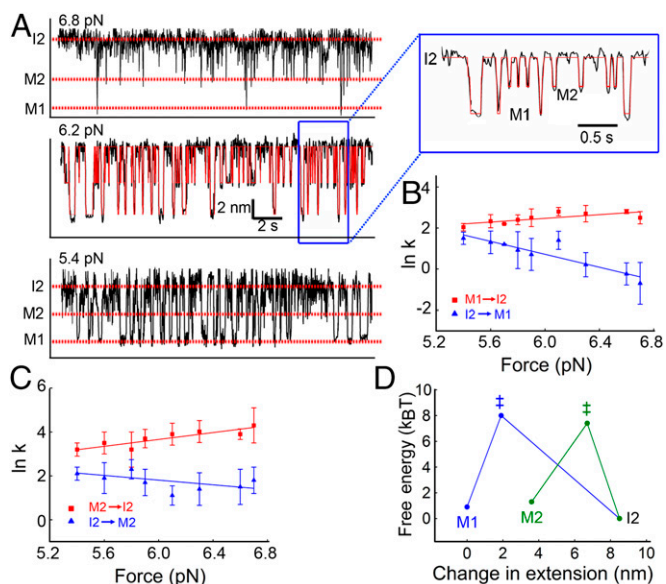 A
6.8 pN
I2
M2
M1
6.2 pN
2 nm
2 s
5.4 pN
I2
M2
M1
I2
M1
M2
0.5 s
B
ln k
4
2
0
-2
M1→I2
I2→M1
5.2 5.6 6.0 6.4 6.8
Force (pN)
C
ln k
6
4
2
0
M2→I2
I2→M2
5.2 5.6 6.0 6.4 6.8
Force (pN)
D
Free energy (kBT)
10
8
6
4
2
0
‡
‡
M1
M2
I2
0 2 4 6 8 10
Change in extension (nm)